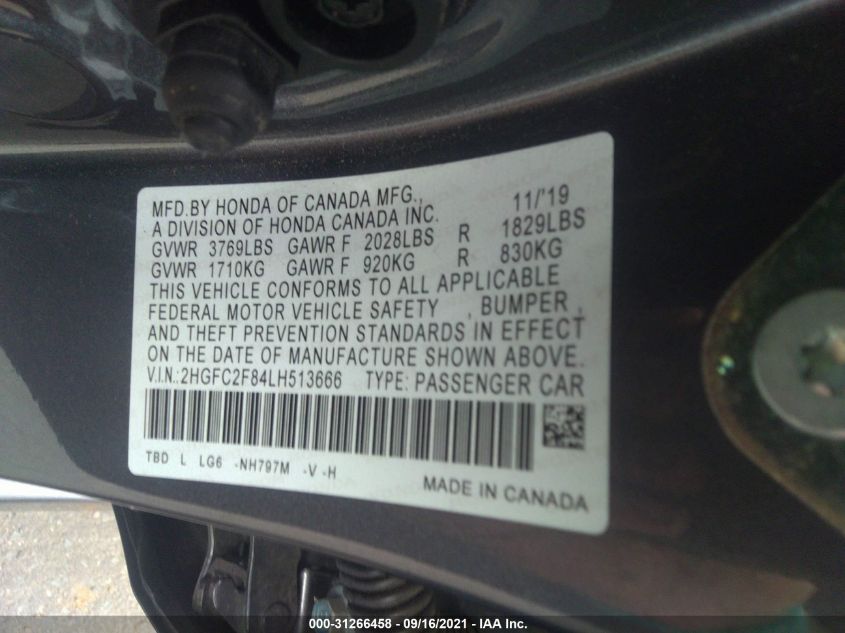 MFD.BY HONDA OF CANADA MFG., 11/'19
A DIVISION OF HONDA CANADA INC.
GVWR 3769LBS GAWR F 2028LBS R 1829LBS
GVWR 1710KG GAWR F 920KG R 830KG
THIS VEHICLE CONFORMS TO ALL APPLICABLE
FEDERAL MOTOR VEHICLE SAFETY , BUMPER ,
AND THEFT PREVENTION STANDARDS IN EFFECT
ON THE DATE OF MANUFACTURE SHOWN ABOVE.
V.I.N.:2HGFC2F84LH513666 TYPE: PASSENGER CAR
TBD L LG6 -NH797M -V -H
MADE IN CANADA
000-31266458 - 09/16/2021 - IAA Inc.